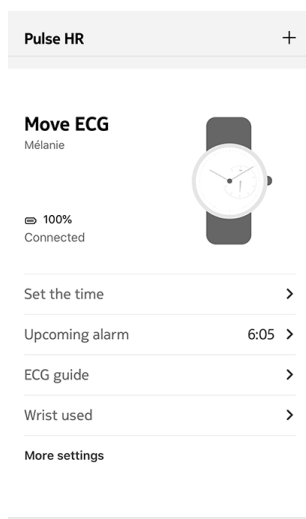 Pulse HR
Move ECG
Mélanie
100%
Connected
Set the time
Upcoming alarm 6:05
ECG guide
Wrist used
More settings